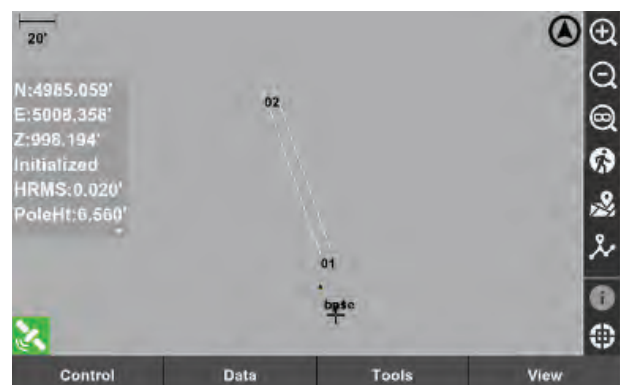 20'
N:4985.059'
02
E:5008.358'
Z:998.194'
Initialized
HRMS:0.020'
PoleHt:6.560'
01
base
Control Data Tools View